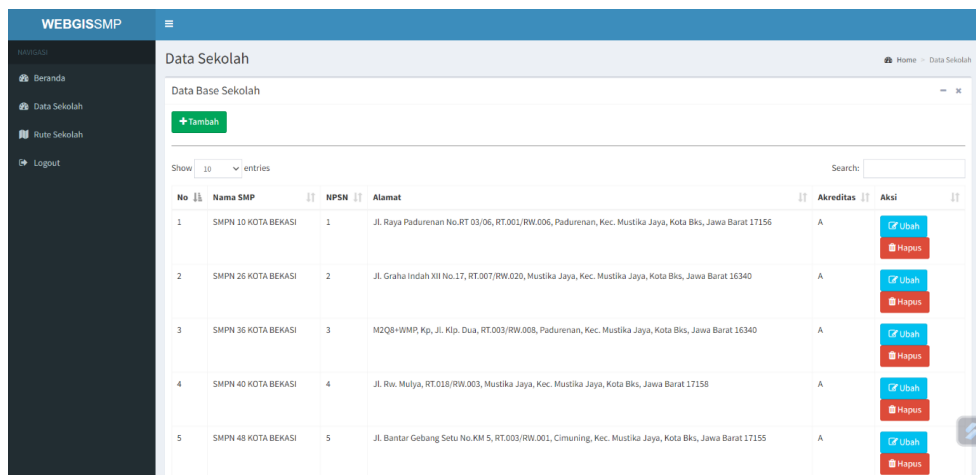 WEBGISSMP
NAVIGASI
Beranda
Data Sekolah
Rute Sekolah
Logout
Data Sekolah
Home > Data Sekolah
Data Base Sekolah
+Tambah
Show 10 entries
Search:
No Nama SMP NPSN Alamat Akreditas Aksi
1 SMPN 10 KOTA BEKASI 1 Jl. Raya Padurenan No.RT 03/06, RT.001/RW.006, Padurenan, Kec. Mustika Jaya, Kota Bks, Jawa Barat 17156 A Ubah
Hapus
2 SMPN 26 KOTA BEKASI 2 Jl. Graha Indah XII No.17, RT.007/RW.020, Mustika Jaya, Kec. Mustika Jaya, Kota Bks, Jawa Barat 16340 A Ubah
Hapus
3 SMPN 36 KOTA BEKASI 3 M2Q8+WMP, Kp, Jl. Klp. Dua, RT.003/RW.008, Padurenan, Kec. Mustika Jaya, Kota Bks, Jawa Barat 16340 A Ubah
Hapus
4 SMPN 40 KOTA BEKASI 4 Jl. Rw. Mulya, RT.018/RW.003, Mustika Jaya, Kec. Mustika Jaya, Kota Bks, Jawa Barat 17158 A Ubah
Hapus
5 SMPN 48 KOTA BEKASI 5 Jl. Bantar Gebang Setu No.KM 5, RT.003/RW.001, Cimuning, Kec. Mustika Jaya, Kota Bks, Jawa Barat 17155 A Ubah
Hapus